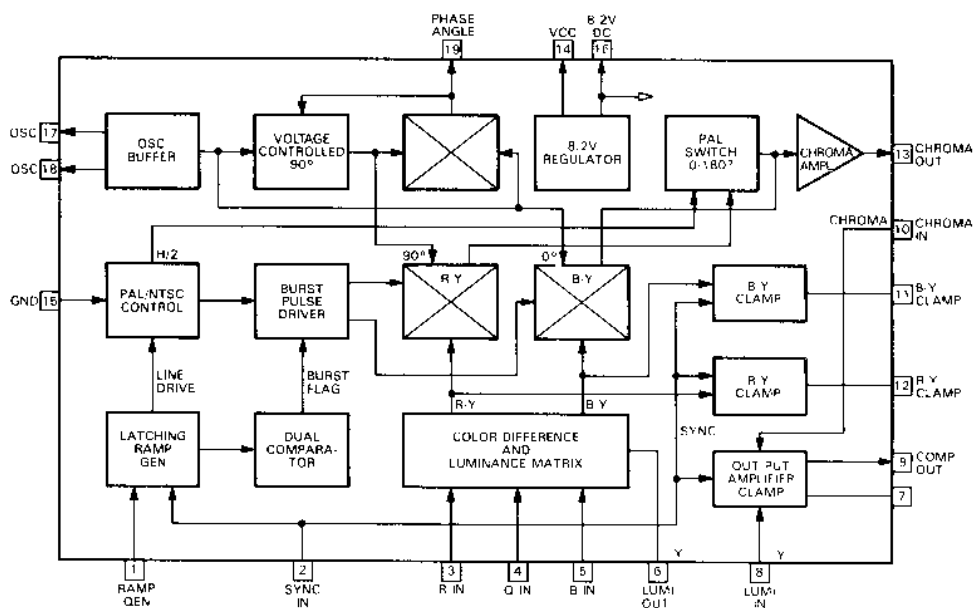 PHASE
ANGLE
19
VCC
14
8.2V
DC
16
OSC 17
OSC 18
OSC
BUFFER
VOLTAGE
CONTROLLED
90°
8.2V
REGULATOR
PAL
SWITCH
0-180?
CHROMA
AMPL
13 CHROMA
OUT
CHROMA
10 CHROMA
IN
H/2
90°
R-Y
0°
B-Y
GND 15
PAL/NTSC
CONTROL
BURST
PULSE
DRIVER
B Y
CLAMP
11 B-Y
CLAMP
LINE
DRIVE
BURST
FLAG
R-Y
B Y
R Y
CLAMP
12 R Y
CLAMP
SYNC
LATCHING
RAMP
GEN
DUAL
COMPARA-
TOR
COLOR DIFFERENCE
AND
LUMINANCE MATRIX
OUT PUT
AMPLIFIER
CLAMP
9 COMP
OUT
7
Y
Y
1
RAMP
QEN
2
SYNC
IN
3
R IN
4
Q IN
5
B IN
6
LUMI
OUT
8
LUMI
IN